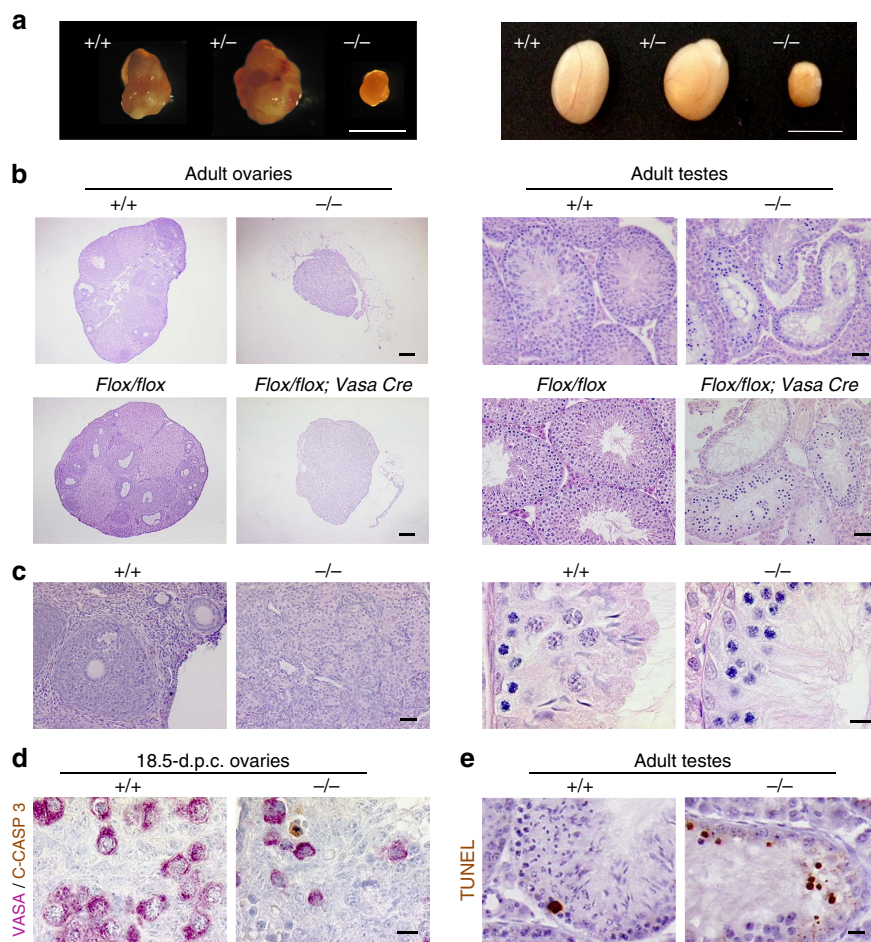 a
+/+ +/– –/– +/+ +/– –/–
b
Adult ovaries Adult testes
+/+ –/– +/+ –/–
Flox/flox Flox/flox; Vasa Cre Flox/flox Flox/flox; Vasa Cre
c
+/+ –/– +/+ –/–
d e
18.5-d.p.c. ovaries Adult testes
+/+ –/– +/+ –/–
VASA / C-CASP 3
TUNEL